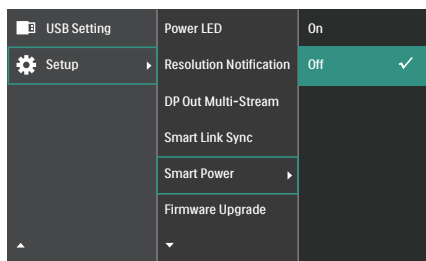 USB Setting
Setup
Power LED
Resolution Notification
DP Out Multi-Stream
Smart Link Sync
Smart Power
Firmware Upgrade
On
Off